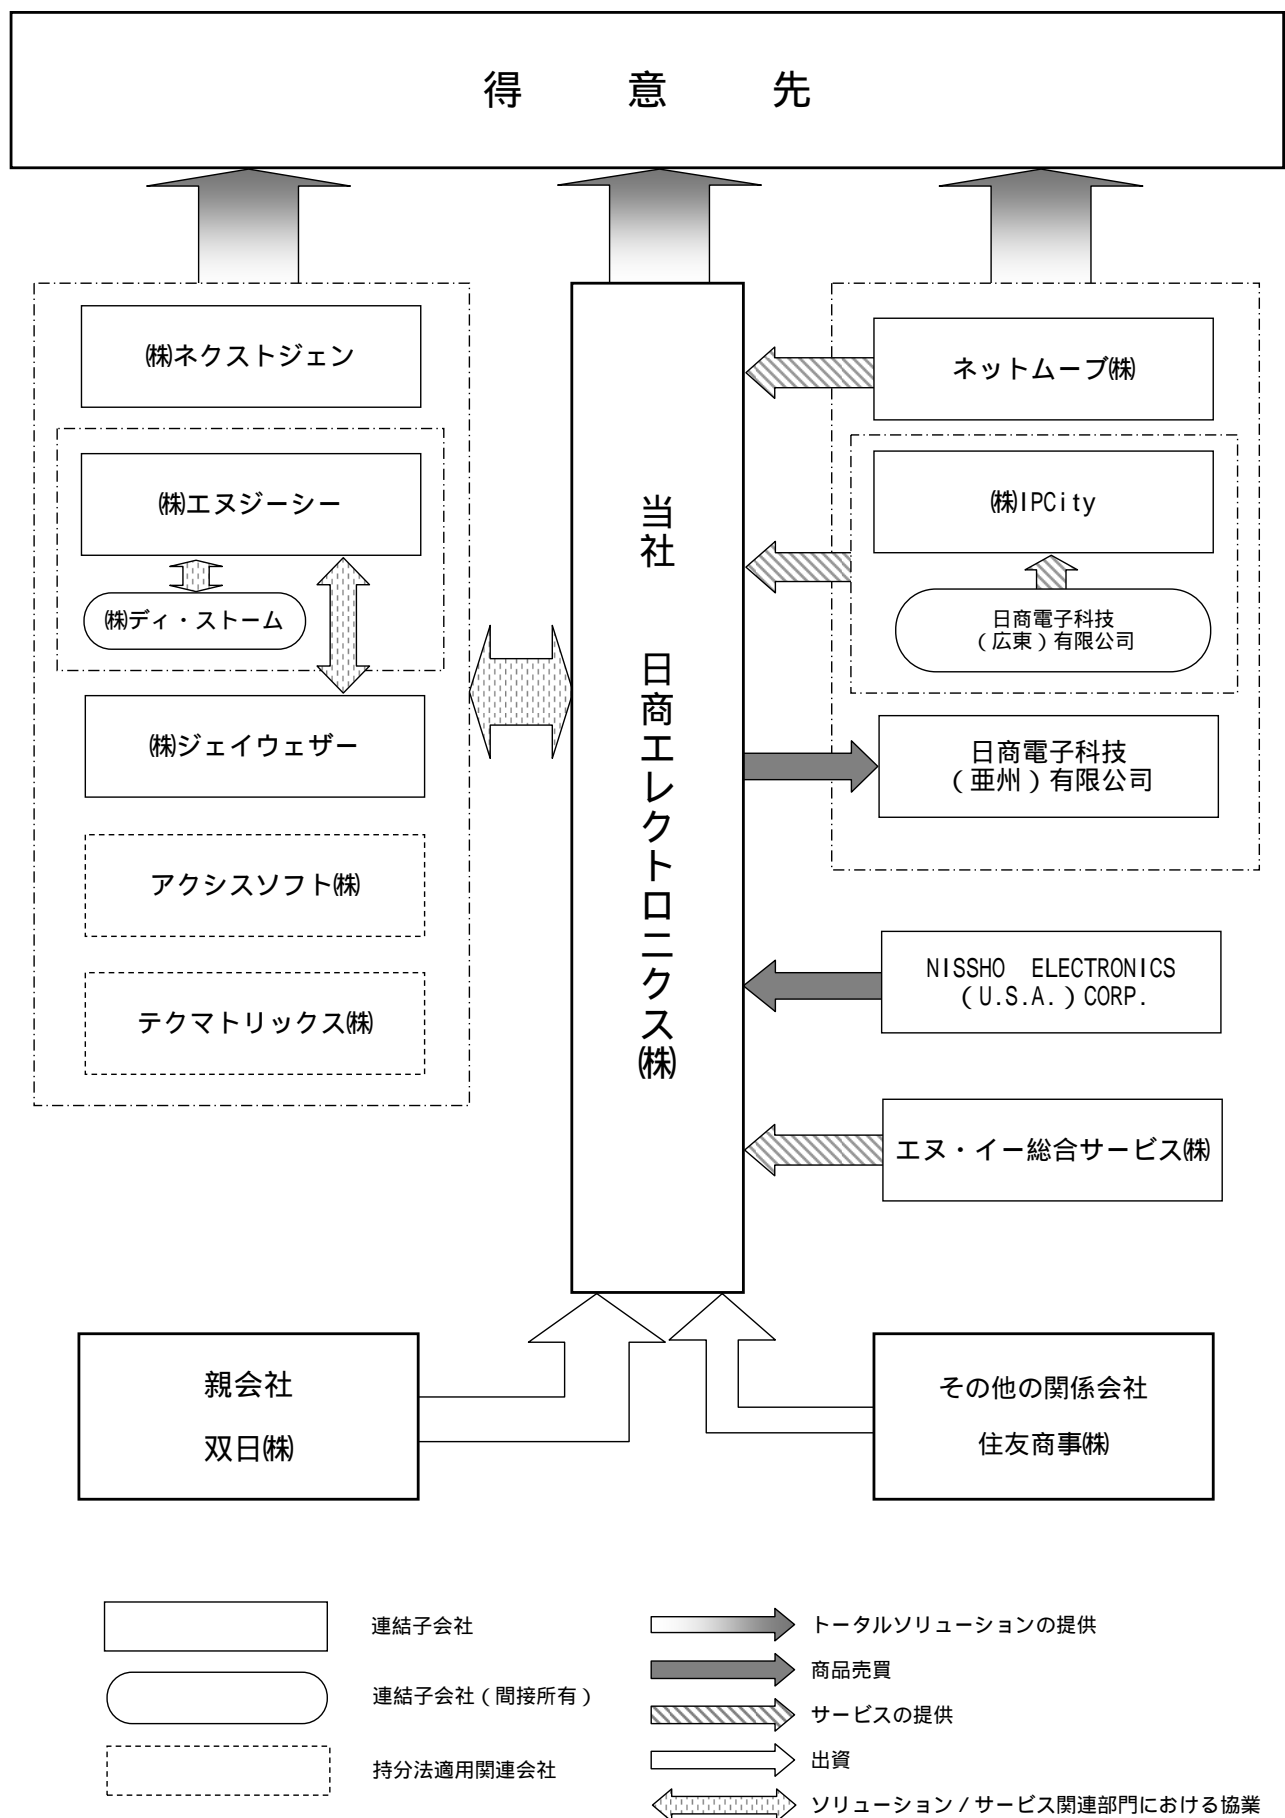 得 意 先
㈱ネクストジェン
㈱エヌジーシー
㈱ディ・ストーム
㈱ジェイウェザー
アクシスソフト㈱
テクマトリックス㈱
当社 日商エレクトロニクス㈱
ネットムーブ㈱
㈱IPCity
日商電子科技
(広東)有限公司
日商電子科技
(亜州)有限公司
NISSHO ELECTRONICS
(U.S.A.)CORP.
エヌ・イー総合サービス㈱
親会社
双日㈱
その他の関係会社
住友商事㈱
連結子会社
連結子会社(間接所有)
持分法適用関連会社
トータルソリューションの提供
商品売買
サービスの提供
出資
ソリューション/サービス関連部門における協業